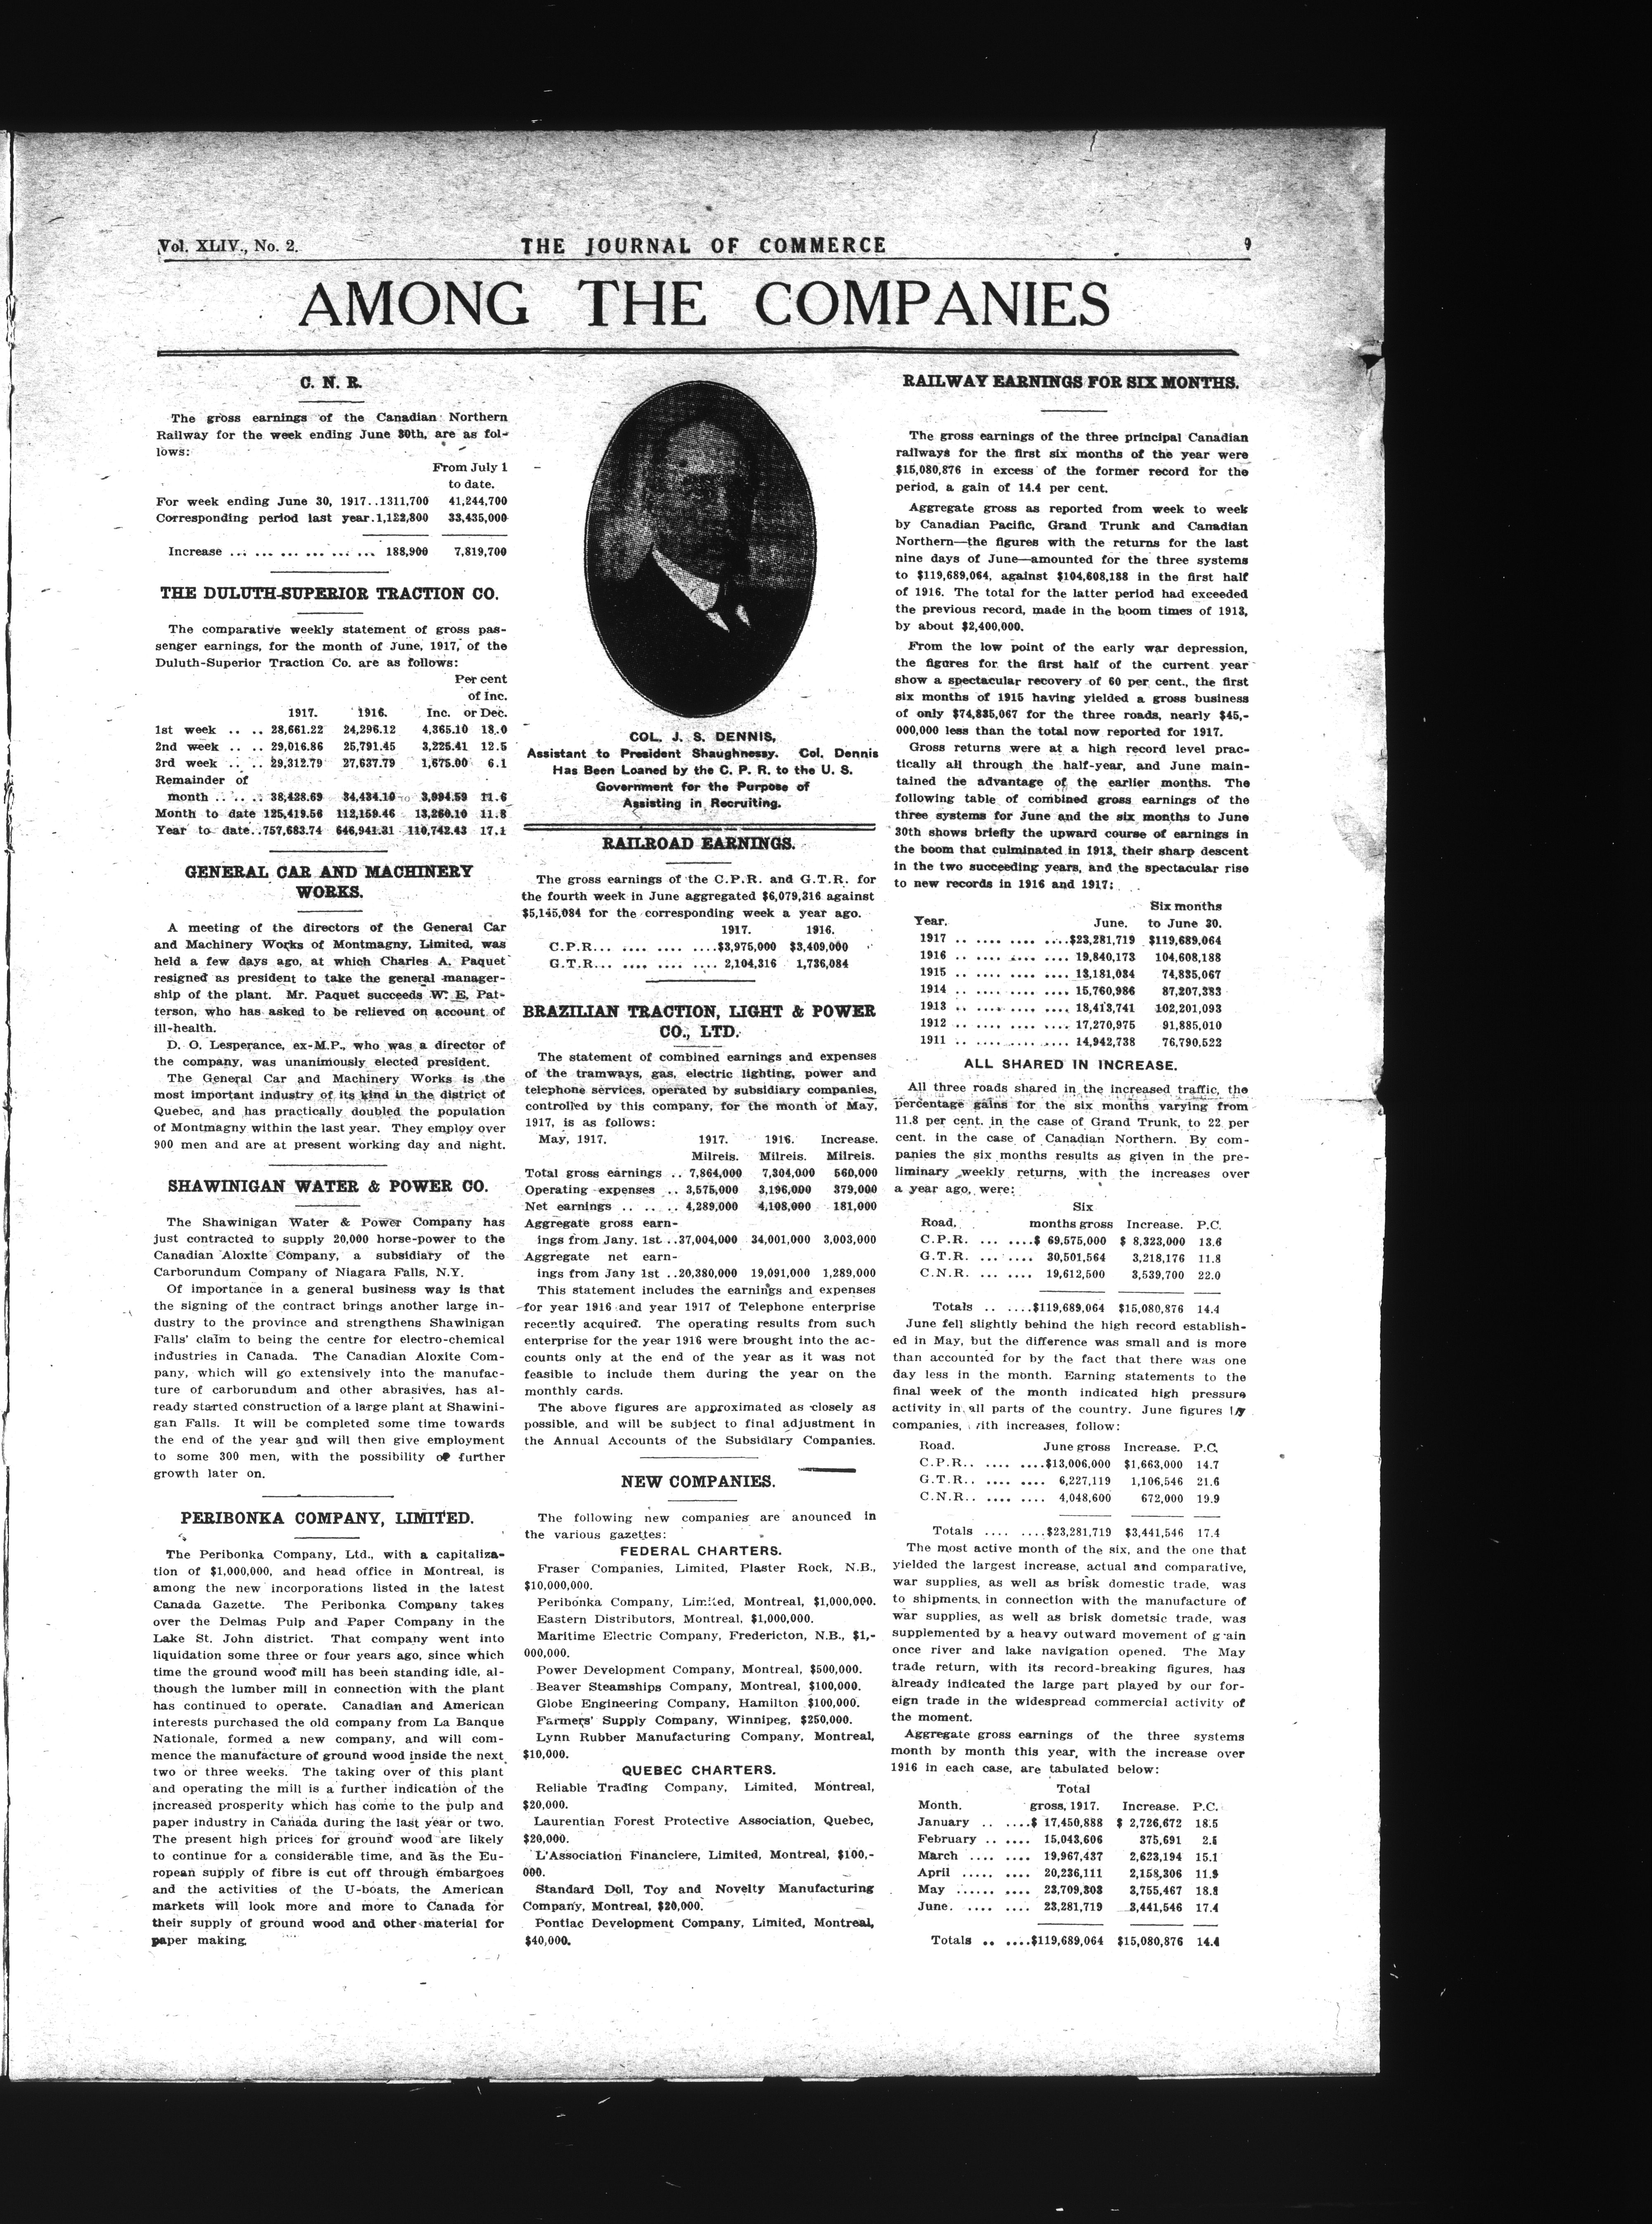 Vol. XLIV., No. 2.
THE JOURNAL OF COMMERCE
9
AMONG THE COMPANIES
C. N. R.
The gross earnings of the Canadian Northern
Railway for the week ending June 30th, are as fol-
lows:
From July 1
to date.
For week ending June 30, 1917..1311,700 41,244,700
Corresponding period last year.1,122,800 33,435,000
Increase ... ... ... ... ... ... 188,900 7,819,700
THE DULUTH-SUPERIOR TRACTION CO.
The comparative weekly statement of gross pas-
senger earnings, for the month of June, 1917, of the
Duluth-Superior Traction Co. are as follows:
Per cent
of Inc.
1917. 1916. Inc. or Dec.
1st week .. .. 28,661.22 24,296.12 4,365.10 18.0
2nd week .. .. 29,016.86 25,791.45 3,225.41 12.5
3rd week .. .. 29,312.79 27,637.79 1,675.00 6.1
Remainder of
month .. .. .. 38,428.69 34,434.10 3,994.59 11.6
Month to date 125,419.56 112,159.46 13,260.10 11.8
Year to date..757,683.74 646,941.31 110,742.43 17.1
GENERAL CAR AND MACHINERY
WORKS.
A meeting of the directors of the General Car
and Machinery Works of Montmagny, Limited, was
held a few days ago, at which Charles A. Paquet
resigned as president to take the general manager-
ship of the plant. Mr. Paquet succeeds W. E. Pat-
terson, who has asked to be relieved on account of
ill-health.
D. O. Lesperance, ex-M.P., who was a director of
the company, was unanimously elected president.
The General Car and Machinery Works is the
most important industry of its kind in the district of
Quebec, and has practically doubled the population
of Montmagny within the last year. They employ over
900 men and are at present working day and night.
SHAWINIGAN WATER & POWER CO.
The Shawinigan Water & Power Company has
just contracted to supply 20,000 horse-power to the
Canadian Aloxite Company, a subsidiary of the
Carborundum Company of Niagara Falls, N.Y.
Of importance in a general business way is that
the signing of the contract brings another large in-
dustry to the province and strengthens Shawinigan
Falls' claim to being the centre for electro-chemical
industries in Canada. The Canadian Aloxite Com-
pany, which will go extensively into the manufac-
ture of carborundum and other abrasives, has al-
ready started construction of a large plant at Shawini-
gan Falls. It will be completed some time towards
the end of the year and will then give employment
to some 300 men, with the possibility of further
growth later on.
PERIBONKA COMPANY, LIMITED.
The Peribonka Company, Ltd., with a capitaliza-
tion of $1,000,000, and head office in Montreal, is
among the new incorporations listed in the latest
Canada Gazette. The Peribonka Company takes
over the Delmas Pulp and Paper Company in the
Lake St. John district. That company went into
liquidation some three or four years ago, since which
time the ground wood mill has been standing idle, al-
though the lumber mill in connection with the plant
has continued to operate. Canadian and American
interests purchased the old company from La Banque
Nationale, formed a new company, and will com-
mence the manufacture of ground wood inside the next
two or three weeks. The taking over of this plant
and operating the mill is a further indication of the
increased prosperity which has come to the pulp and
paper industry in Canada during the last year or two.
The present high prices for ground wood are likely
to continue for a considerable time, and as the Eu-
ropean supply of fibre is cut off through embargoes
and the activities of the U-boats, the American
markets will look more and more to Canada for
their supply of ground wood and other material for
paper making.
COL. J. S. DENNIS,
Assistant to President Shaughnessy. Col. Dennis
Has Been Loaned by the C. P. R. to the U. S.
Government for the Purpose of
Assisting in Recruiting.
RAILROAD EARNINGS.
The gross earnings of the C.P.R. and G.T.R. for
the fourth week in June aggregated $6,079,316 against
$5,145,084 for the corresponding week a year ago.
1917. 1916.
C.P.R... .... .... ....$3,975,000 $3,409,000
G.T.R... .... .... .... 2,104,316 1,736,084
BRAZILIAN TRACTION, LIGHT & POWER
CO., LTD.
The statement of combined earnings and expenses
of the tramways, gas, electric lighting, power and
telephone services, operated by subsidiary companies,
controlled by this company, for the month of May,
1917, is as follows:
May, 1917. 1917. 1916. Increase.
Milreis. Milreis. Milreis.
Total gross earnings .. 7,864,000 7,304,000 560,000
Operating expenses .. 3,575,000 3,196,000 379,000
Net earnings .. .. .. 4,289,000 4,108,000 181,000
Aggregate gross earn-
ings from Jany. 1st ..37,004,000 34,001,000 3,003,000
Aggregate net earn-
ings from Jany 1st ..20,380,000 19,091,000 1,289,000
This statement includes the earnings and expenses
for year 1916 and year 1917 of Telephone enterprise
recently acquired. The operating results from such
enterprise for the year 1916 were brought into the ac-
counts only at the end of the year as it was not
feasible to include them during the year on the
monthly cards.
The above figures are approximated as closely as
possible, and will be subject to final adjustment in
the Annual Accounts of the Subsidiary Companies.
NEW COMPANIES.
The following new companies are anounced in
the various gazettes:
FEDERAL CHARTERS.
Fraser Companies, Limited, Plaster Rock, N.B.,
$10,000,000.
Peribonka Company, Limited, Montreal, $1,000,000.
Eastern Distributors, Montreal, $1,000,000.
Maritime Electric Company, Fredericton, N.B., $1,-
000,000.
Power Development Company, Montreal, $500,000.
Beaver Steamships Company, Montreal, $100,000.
Globe Engineering Company, Hamilton $100,000.
Farmers' Supply Company, Winnipeg, $250,000.
Lynn Rubber Manufacturing Company, Montreal,
$10,000.
QUEBEC CHARTERS.
Reliable Trading Company, Limited, Montreal,
$20,000.
Laurentian Forest Protective Association, Quebec,
$20,000.
L'Association Financiere, Limited, Montreal, $100,-
000.
Standard Doll, Toy and Novelty Manufacturing
Company, Montreal, $20,000.
Pontiac Development Company, Limited, Montreal,
$40,000.
RAILWAY EARNINGS FOR SIX MONTHS.
The gross earnings of the three principal Canadian
railways for the first six months of the year were
$15,080,876 in excess of the former record for the
period, a gain of 14.4 per cent.
Aggregate gross as reported from week to week
by Canadian Pacific, Grand Trunk and Canadian
Northern—the figures with the returns for the last
nine days of June—amounted for the three systems
to $119,689,064, against $104,608,188 in the first half
of 1916. The total for the latter period had exceeded
the previous record, made in the boom times of 1913,
by about $2,400,000.
From the low point of the early war depression,
the figures for the first half of the current year
show a spectacular recovery of 60 per cent., the first
six months of 1915 having yielded a gross business
of only $74,835,067 for the three roads, nearly $45,-
000,000 less than the total now reported for 1917.
Gross returns were at a high record level prac-
tically all through the half-year, and June main-
tained the advantage of the earlier months. The
following table of combined gross earnings of the
three systems for June and the six months to June
30th shows briefly the upward course of earnings in
the boom that culminated in 1913, their sharp descent
in the two succeeding years, and the spectacular rise
to new records in 1916 and 1917:
Six months
Year. June. to June 30.
1917 .. .... .... ....$23,281,719 $119,689,064
1916 .. .... .... .... 19,840,173 104,608,188
1915 .. .... .... .... 13,181,034 74,835,067
1914 .. .... .... .... 15,760,986 87,207,383
1913 .. .... .... .... 18,413,741 102,201,093
1912 .. .... .... .... 17,270,975 91,885,010
1911 .. .... .... .... 14,942,738 76,790,522
ALL SHARED IN INCREASE.
All three roads shared in the increased traffic, the
percentage gains for the six months varying from
11.8 per cent. in the case of Grand Trunk, to 22 per
cent. in the case of Canadian Northern. By com-
panies the six months results as given in the pre-
liminary weekly returns, with the increases over
a year ago, were:
Six
Road. months gross Increase. P.C.
C.P.R. ... ....$ 69,575,000 $ 8,323,000 13.6
G.T.R. ... .... 30,501,564 3,218,176 11.8
C.N.R. ... .... 19,612,500 3,539,700 22.0
Totals .. ....$119,689,064 $15,080,876 14.4
June fell slightly behind the high record establish-
ed in May, but the difference was small and is more
than accounted for by the fact that there was one
day less in the month. Earning statements to the
final week of the month indicated high pressure
activity in all parts of the country. June figures by
companies, with increases, follow:
Road. June gross Increase. P.C.
C.P.R.. .... ....$13,006,000 $1,663,000 14.7
G.T.R.. .... .... 6,227,119 1,106,546 21.6
C.N.R.. .... .... 4,048,600 672,000 19.9
Totals .... ....$23,281,719 $3,441,546 17.4
The most active month of the six, and the one that
yielded the largest increase, actual and comparative,
war supplies, as well as brisk domestic trade, was
to shipments, in connection with the manufacture of
war supplies, as well as brisk dometsic trade, was
supplemented by a heavy outward movement of grain
once river and lake navigation opened. The May
trade return, with its record-breaking figures, has
already indicated the large part played by our for-
eign trade in the widespread commercial activity of
the moment.
Aggregate gross earnings of the three systems
month by month this year, with the increase over
1916 in each case, are tabulated below:
Total
Month. gross, 1917. Increase. P.C.
January .. ....$ 17,450,888 $ 2,726,672 18.5
February .. .... 15,043,606 375,691 2.5
March .... .... 19,967,437 2,623,194 15.1
April ..... .... 20,236,111 2,158,306 11.9
May ...... .... 23,709,303 3,755,467 18.8
June. .... .... 23,281,719 3,441,546 17.4
Totals .. ....$119,689,064 $15,080,876 14.4